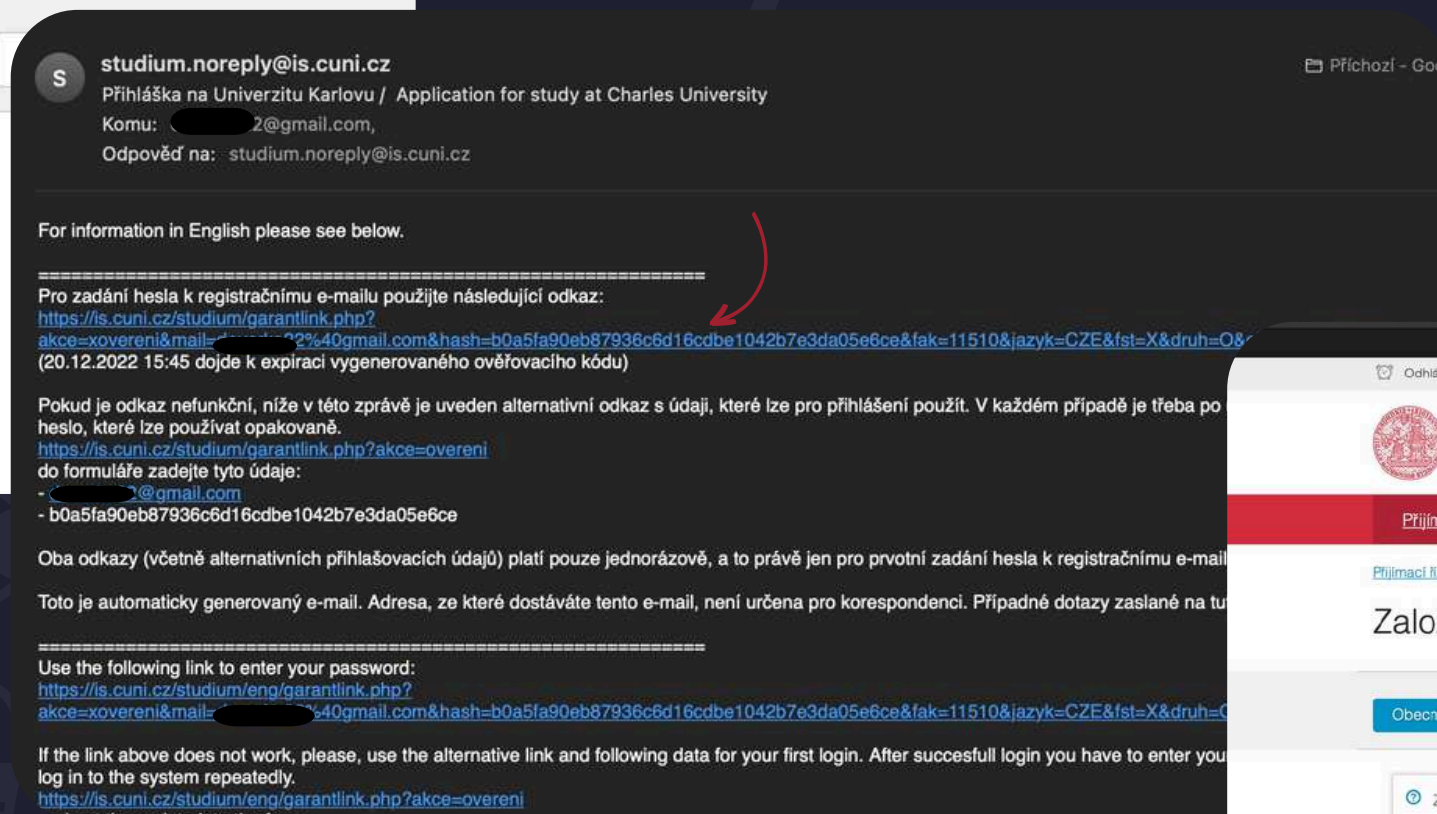 S
studium.noreply@is.cuni.cz
Příchozí - Goo
Přihláška na Univerzitu Karlovu / Application for study at Charles University
Komu: 2@gmail.com,
Odpověď na: studium.noreply@is.cuni.cz
For information in English please see below.
=============================================================
Pro zadání hesla k registračnímu e-mailu použijte následující odkaz:
https://is.cuni.cz/studium/garantlink.php?
akce=xovereni&mail=2%40gmail.com&hash=b0a5fa90eb87936c6d16cdbe1042b7e3da05e6ce&fak=11510&jazyk=CZE&fst=X&druh=O&
(20.12.2022 15:45 dojde k expiraci vygenerovaného ověřovacího kódu)
Pokud je odkaz nefunkční, níže v této zprávě je uveden alternativní odkaz s údaji, které lze pro přihlášení použít. V každém případě je třeba po
heslo, které lze používat opakovaně.
https://is.cuni.cz/studium/garantlink.php?akce=overeni
do formuláře zadejte tyto údaje:
- 2@gmail.com
- b0a5fa90eb87936c6d16cdbe1042b7e3da05e6ce
Oba odkazy (včetně alternativních přihlašovacích údajů) platí pouze jednorázově, a to právě jen pro prvotní zadání hesla k registračnímu e-mail
Toto je automaticky generovaný e-mail. Adresa, ze které dostáváte tento e-mail, není určena pro korespondenci. Případné dotazy zaslané na tu
=============================================================
Use the following link to enter your password:
https://is.cuni.cz/studium/eng/garantlink.php?
akce=xovereni&mail=%40gmail.com&hash=b0a5fa90eb87936c6d16cdbe1042b7e3da05e6ce&fak=11510&jazyk=CZE&fst=X&druh=O
If the link above does not work, please, use the alternative link and following data for your first login. After succesfull login you have to enter you
log in to the system repeatedly.
https://is.cuni.cz/studium/eng/garantlink.php?akce=overeni
Odhlá
Přijím
Přijímací ří
Zalo
Obecn